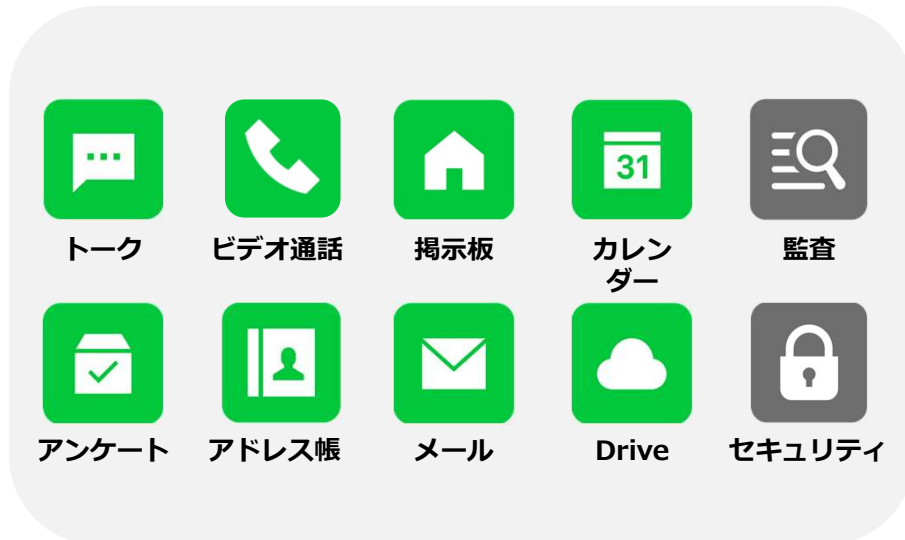 31
トーク
ビデオ通話
掲示板
カレン
ダー
監査
アンケート
アドレス帳
メール
Drive
セキュリティ